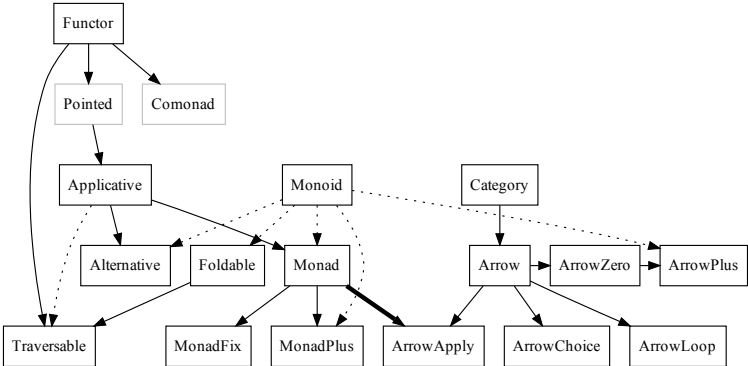 Functor
Pointed
Comonad
Applicative
Monoid
Category
Alternative
Foldable
Monad
Arrow
ArrowZero
ArrowPlus
Traversable
MonadFix
MonadPlus
ArrowApply
ArrowChoice
ArrowLoop